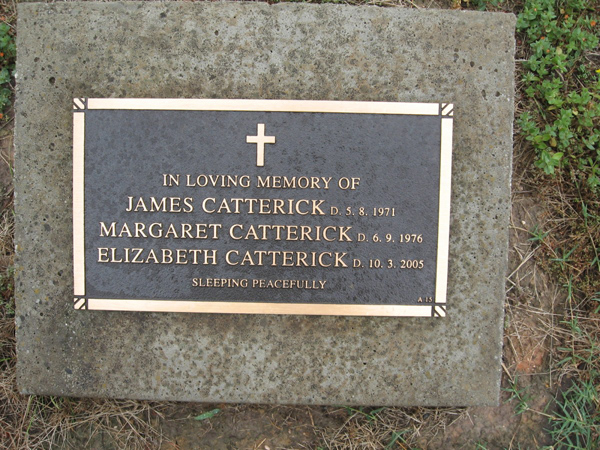 IN LOVING MEMORY OF
JAMES CATTERICK D. 5. 8. 1971
MARGARET CATTERICK D. 6. 9. 1976
ELIZABETH CATTERICK D. 10. 3. 2005
SLEEPING PEACEFULLY
A-15